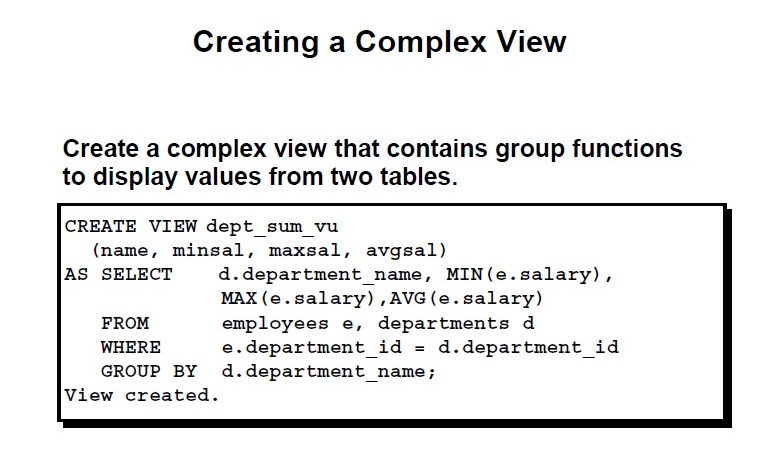 Creating a Complex View
Create a complex view that contains group functions
to display values from two tables.
CREATE VIEW dept_sum_vu
(name, minsal, maxsal, avgsal)
AS SELECT d.department_name, MIN(e.salary),
MAX(e.salary),AVG(e.salary)
FROM employees e, departments d
WHERE e.department_id = d.department_id
GROUP BY d.department_name;
View created.